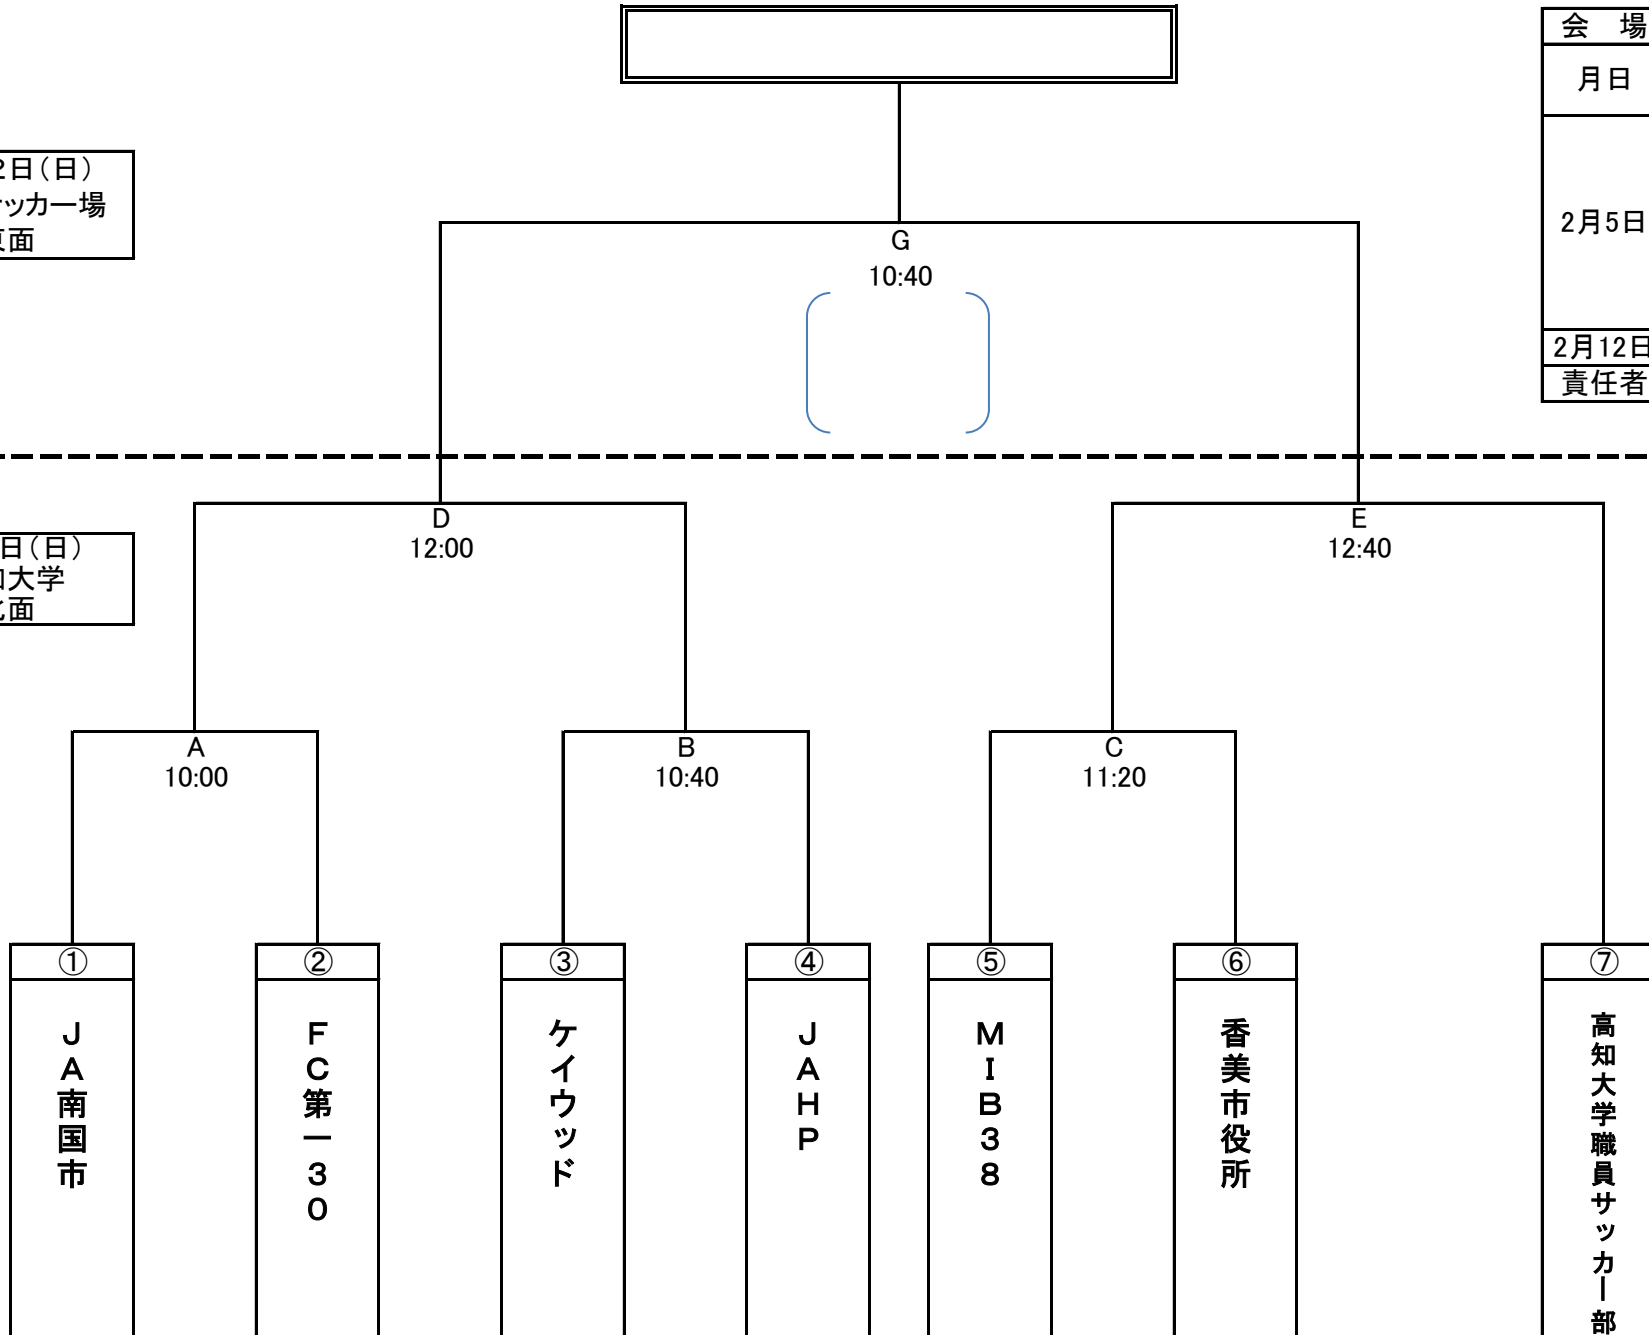 会　場
月日
2月5日
2月12日
責任者
2日（日）
ッカー場
面
G
10:40
D
12:00
E
12:40
日（日）
大学
面
A
10:00
B
10:40
C
11:20
①
②
③
④
⑤
⑥
⑦
ＪＡ南国市
ＦＣ第一３０
ケイウッド
ＪＡＨＰ
ＭＩＢ３８
香美市役所
高知大学職員サッカー部